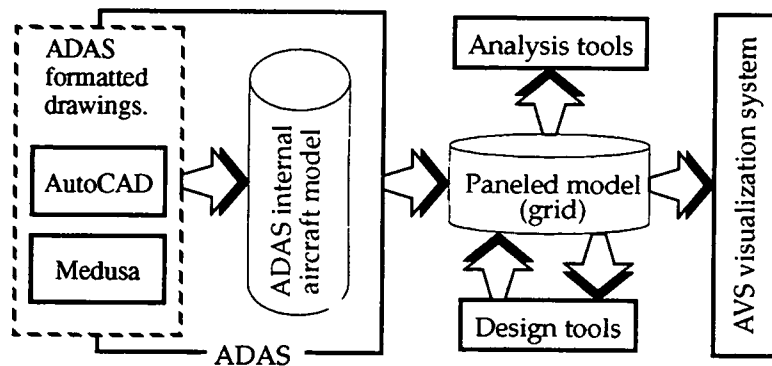 ADAS
formatted
drawings.
AutoCAD
Medusa
ADAS internal
aircraft model
ADAS
Analysis tools
Paneled model
(grid)
Design tools
AVS visualization system